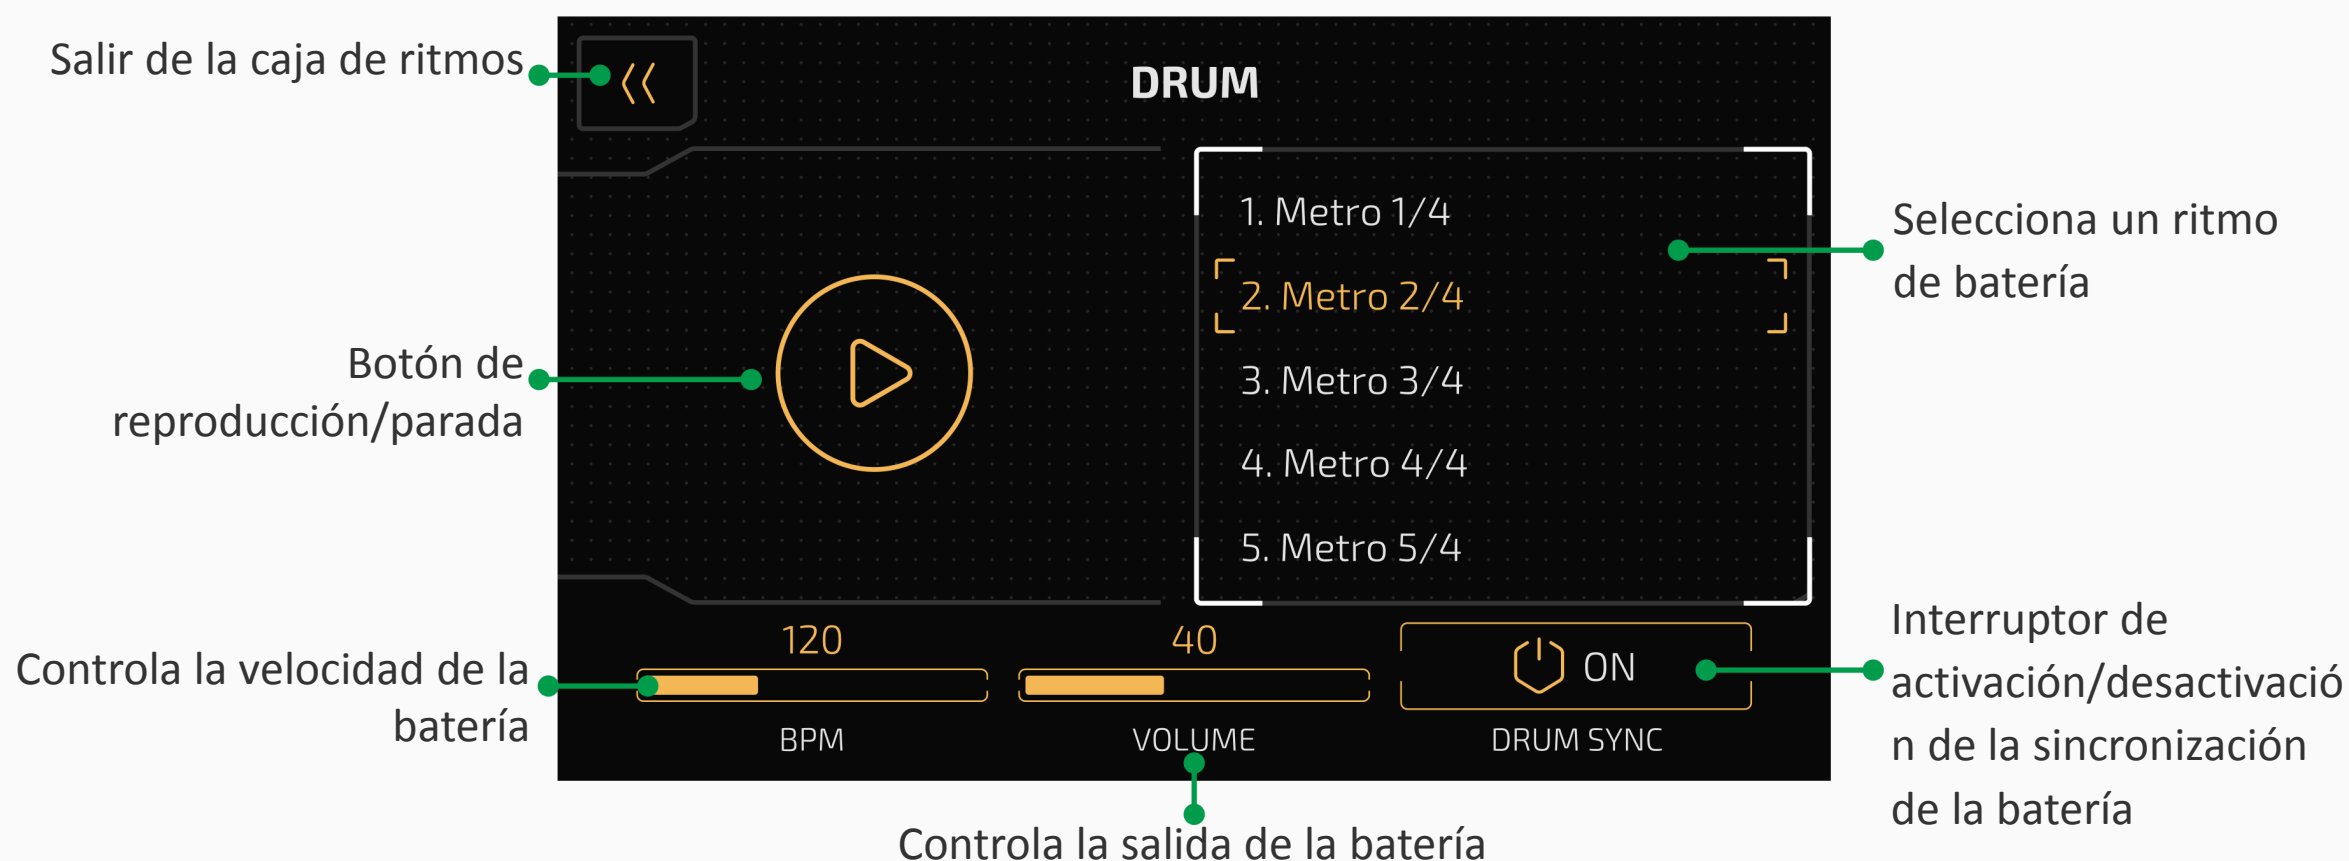 Salir de la caja de ritmos
DRUM
1. Metro 1/4
2. Metro 2/4
3. Metro 3/4
4. Metro 4/4
5. Metro 5/4
Selecciona un ritmo
de batería
Botón de
reproducción/parada
120
40
ON
BPM
VOLUME
DRUM SYNC
Controla la velocidad de la
batería
Interruptor de
activación/desactivació
n de la sincronización
de la batería
Controla la salida de la batería